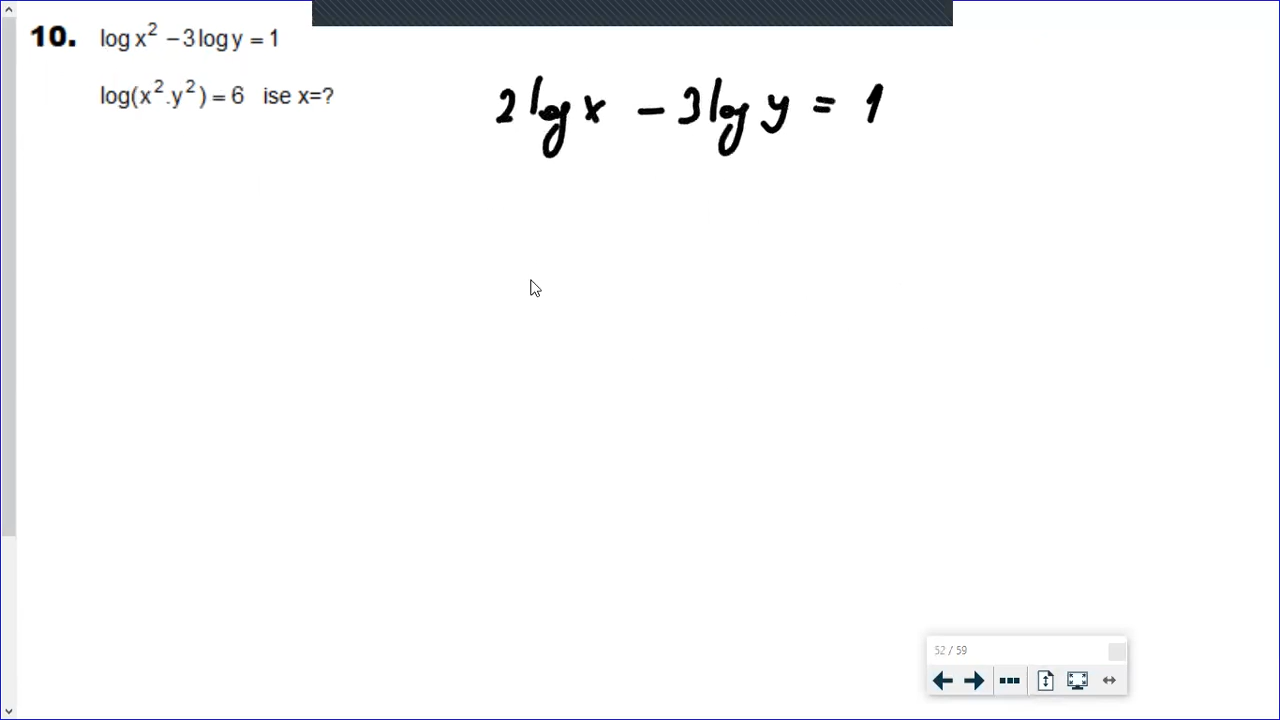 10. log x² − 3 log y = 1
log(x².y²) = 6 ise x=?
2 log x − 3 log y = 1
52 / 59